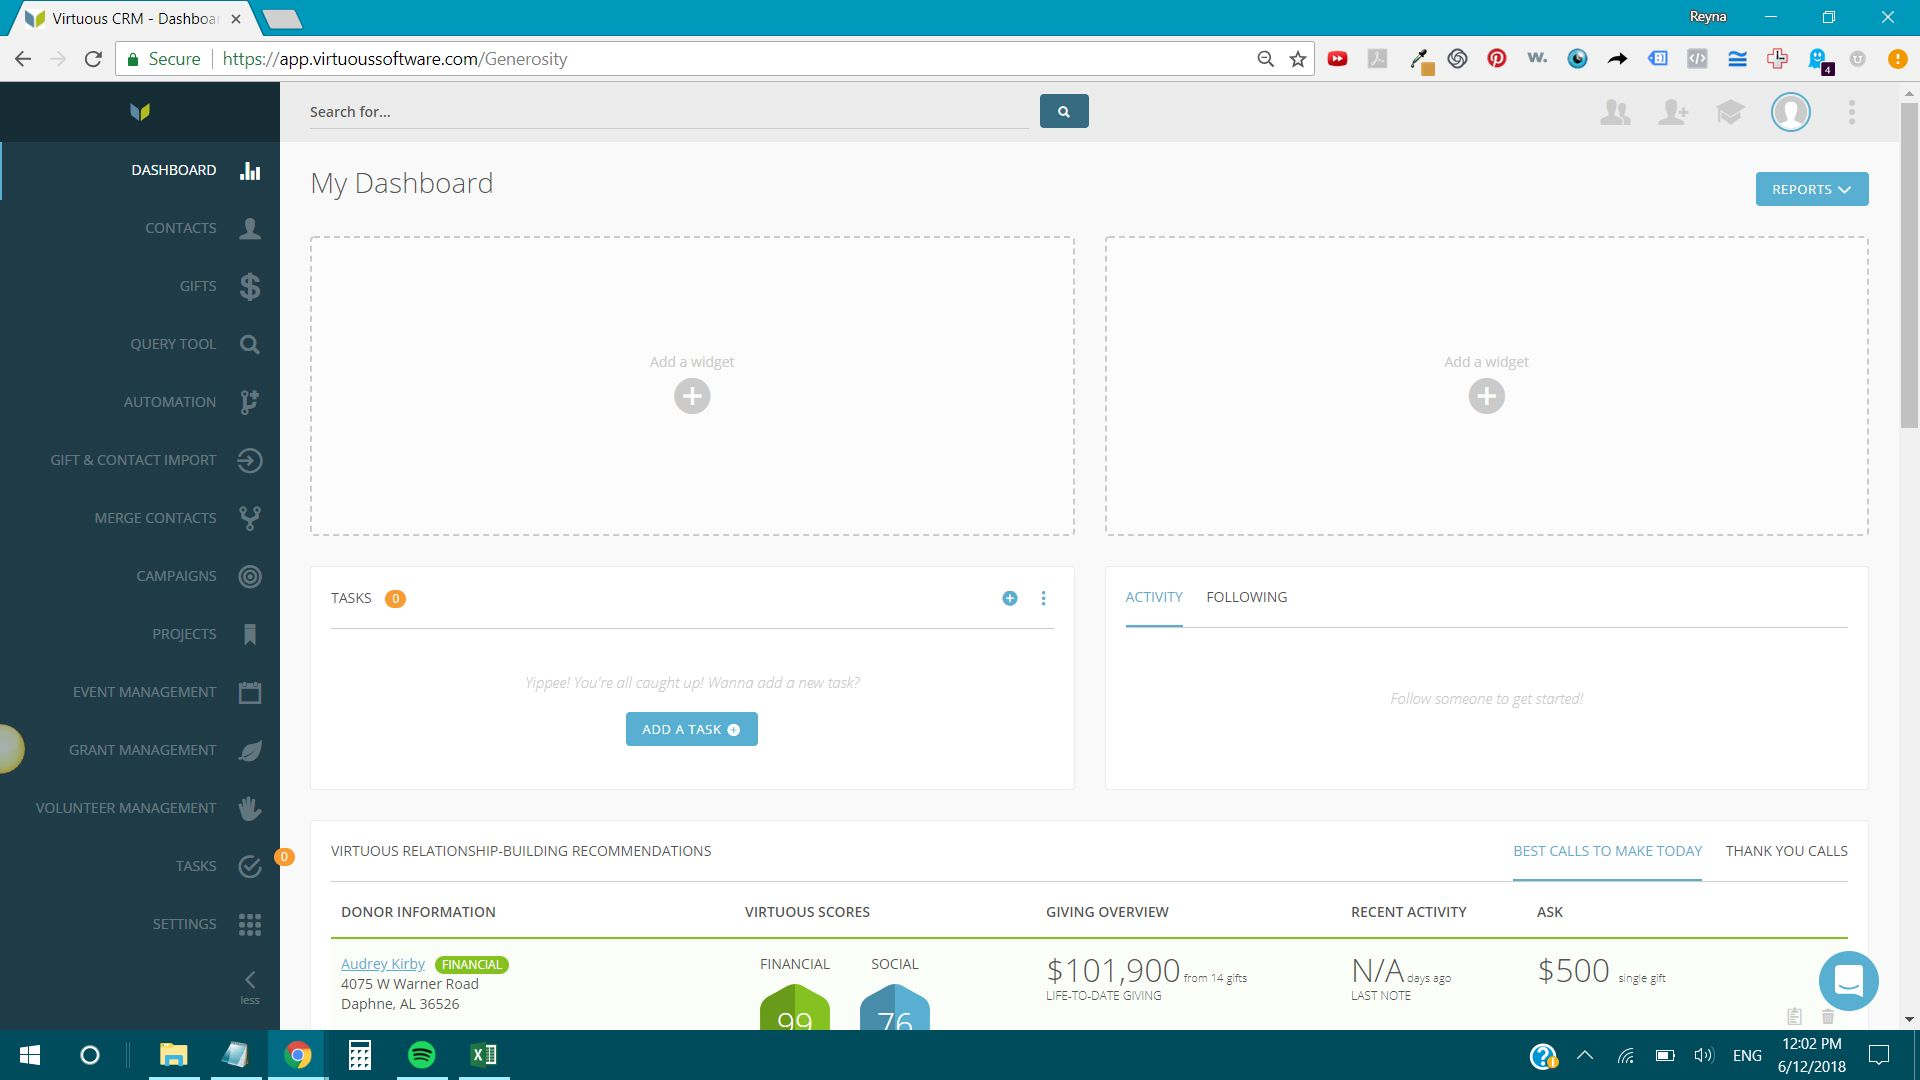 Virtuous CRM - Dashboar
Reyna
Secure
https://app.virtuoussoftware.com/Generosity
w.
4
Search for...
DASHBOARD
CONTACTS
GIFTS
QUERY TOOL
AUTOMATION
GIFT & CONTACT IMPORT
MERGE CONTACTS
CAMPAIGNS
PROJECTS
EVENT MANAGEMENT
GRANT MANAGEMENT
VOLUNTEER MANAGEMENT
TASKS 0
SETTINGS
less
My Dashboard
REPORTS
Add a widget
Add a widget
TASKS 0
Yippee! You're all caught up! Wanna add a new task?
ADD A TASK
ACTIVITY FOLLOWING
Follow someone to get started!
VIRTUOUS RELATIONSHIP-BUILDING RECOMMENDATIONS
BEST CALLS TO MAKE TODAY THANK YOU CALLS
DONOR INFORMATION VIRTUOUS SCORES GIVING OVERVIEW RECENT ACTIVITY ASK
Audrey Kirby FINANCIAL
4075 W Warner Road
Daphne, AL 36526
FINANCIAL SOCIAL
99 76
$101,900 from 14 gifts
LIFE-TO-DATE GIVING
N/A days ago
LAST NOTE
$500 single gift
ENG
12:02 PM
6/12/2018